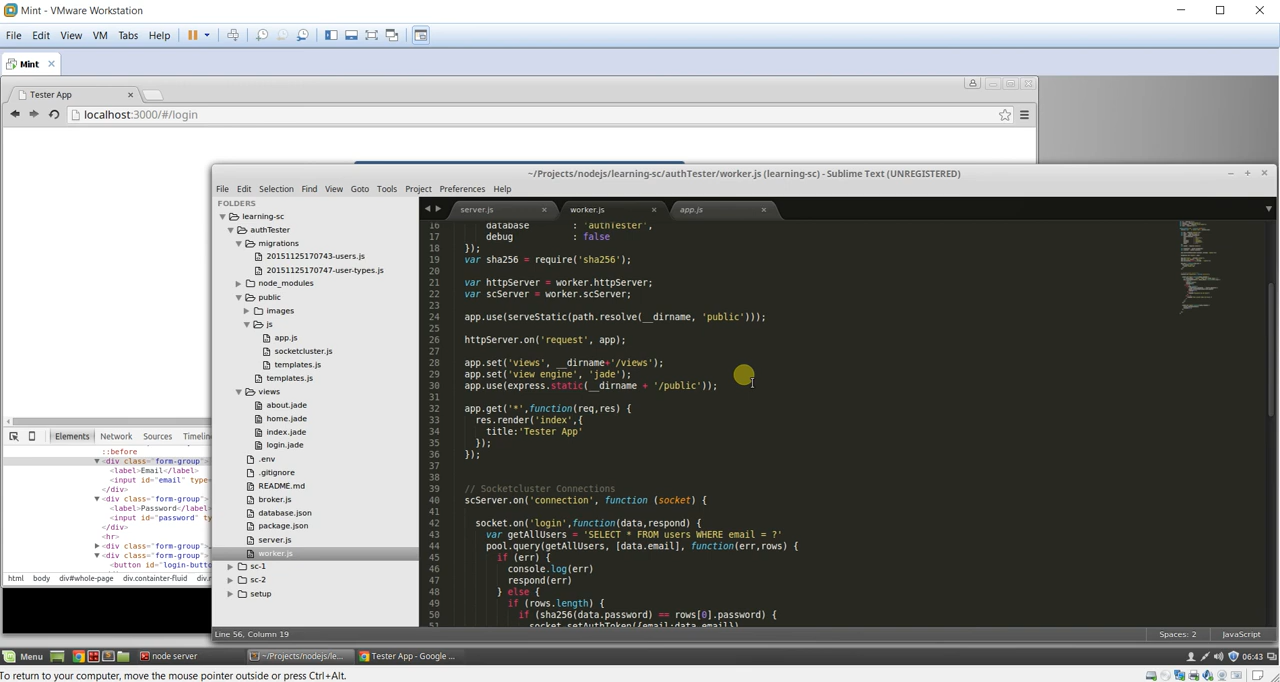 Mint - VMware Workstation
File Edit View VM Tabs Help
Mint
Tester App
localhost:3000/#/login
~/Projects/nodejs/learning-sc/authTester/worker.js (learning-sc) - Sublime Text (UNREGISTERED)
File Edit Selection Find View Goto Tools Project Preferences Help
FOLDERS
learning-sc
authTester
migrations
20151125170743-users.js
20151125170747-user-types.js
node_modules
public
images
js
app.js
socketcluster.js
templates.js
templates.js
views
about.jade
home.jade
index.jade
login.jade
.env
.gitignore
README.md
broker.js
database.json
package.json
server.js
worker.js
sc-1
sc-2
setup
server.js worker.js app.js
16 database : 'authTester',
17 debug : false
18 });
19 var sha256 = require('sha256');
20
21 var httpServer = worker.httpServer;
22 var scServer = worker.scServer;
23
24 app.use(serveStatic(path.resolve(__dirname, 'public')));
25
26 httpServer.on('request', app);
27
28 app.set('views', __dirname+'/views');
29 app.set('view engine', 'jade');
30 app.use(express.static(__dirname + '/public'));
31
32 app.get('*',function(req,res) {
33 res.render('index',{
34 title:'Tester App'
35 });
36 });
37
38
39 // Socketcluster Connections
40 scServer.on('connection', function (socket) {
41
42 socket.on('login',function(data,respond) {
43 var getAllUsers = 'SELECT * FROM users WHERE email = ?'
44 pool.query(getAllUsers, [data.email], function(err,rows) {
45 if (err) {
46 console.log(err)
47 respond(err)
48 } else {
49 if (rows.length) {
50 if (sha256(data.password) == rows[0].password) {
51 socket.setAuthToken({email:data.email})
Elements Network Sources Timelin
::before
<div class="form-group">
<label>Email</label>
<input id="email" type=
</div>
<div class="form-group">
<label>Password</label>
<input id="password" ty
</div>
<hr>
<div class="form-group">
<div class="form-group">
<button id="login-butto
html body div#whole-page div.containter-fluid div.r
Line 56, Column 19 Spaces: 2 JavaScript
Menu node server ~/Projects/nodejs/le... Tester App - Google ... 06:43
To return to your computer, move the mouse pointer outside or press Ctrl+Alt.